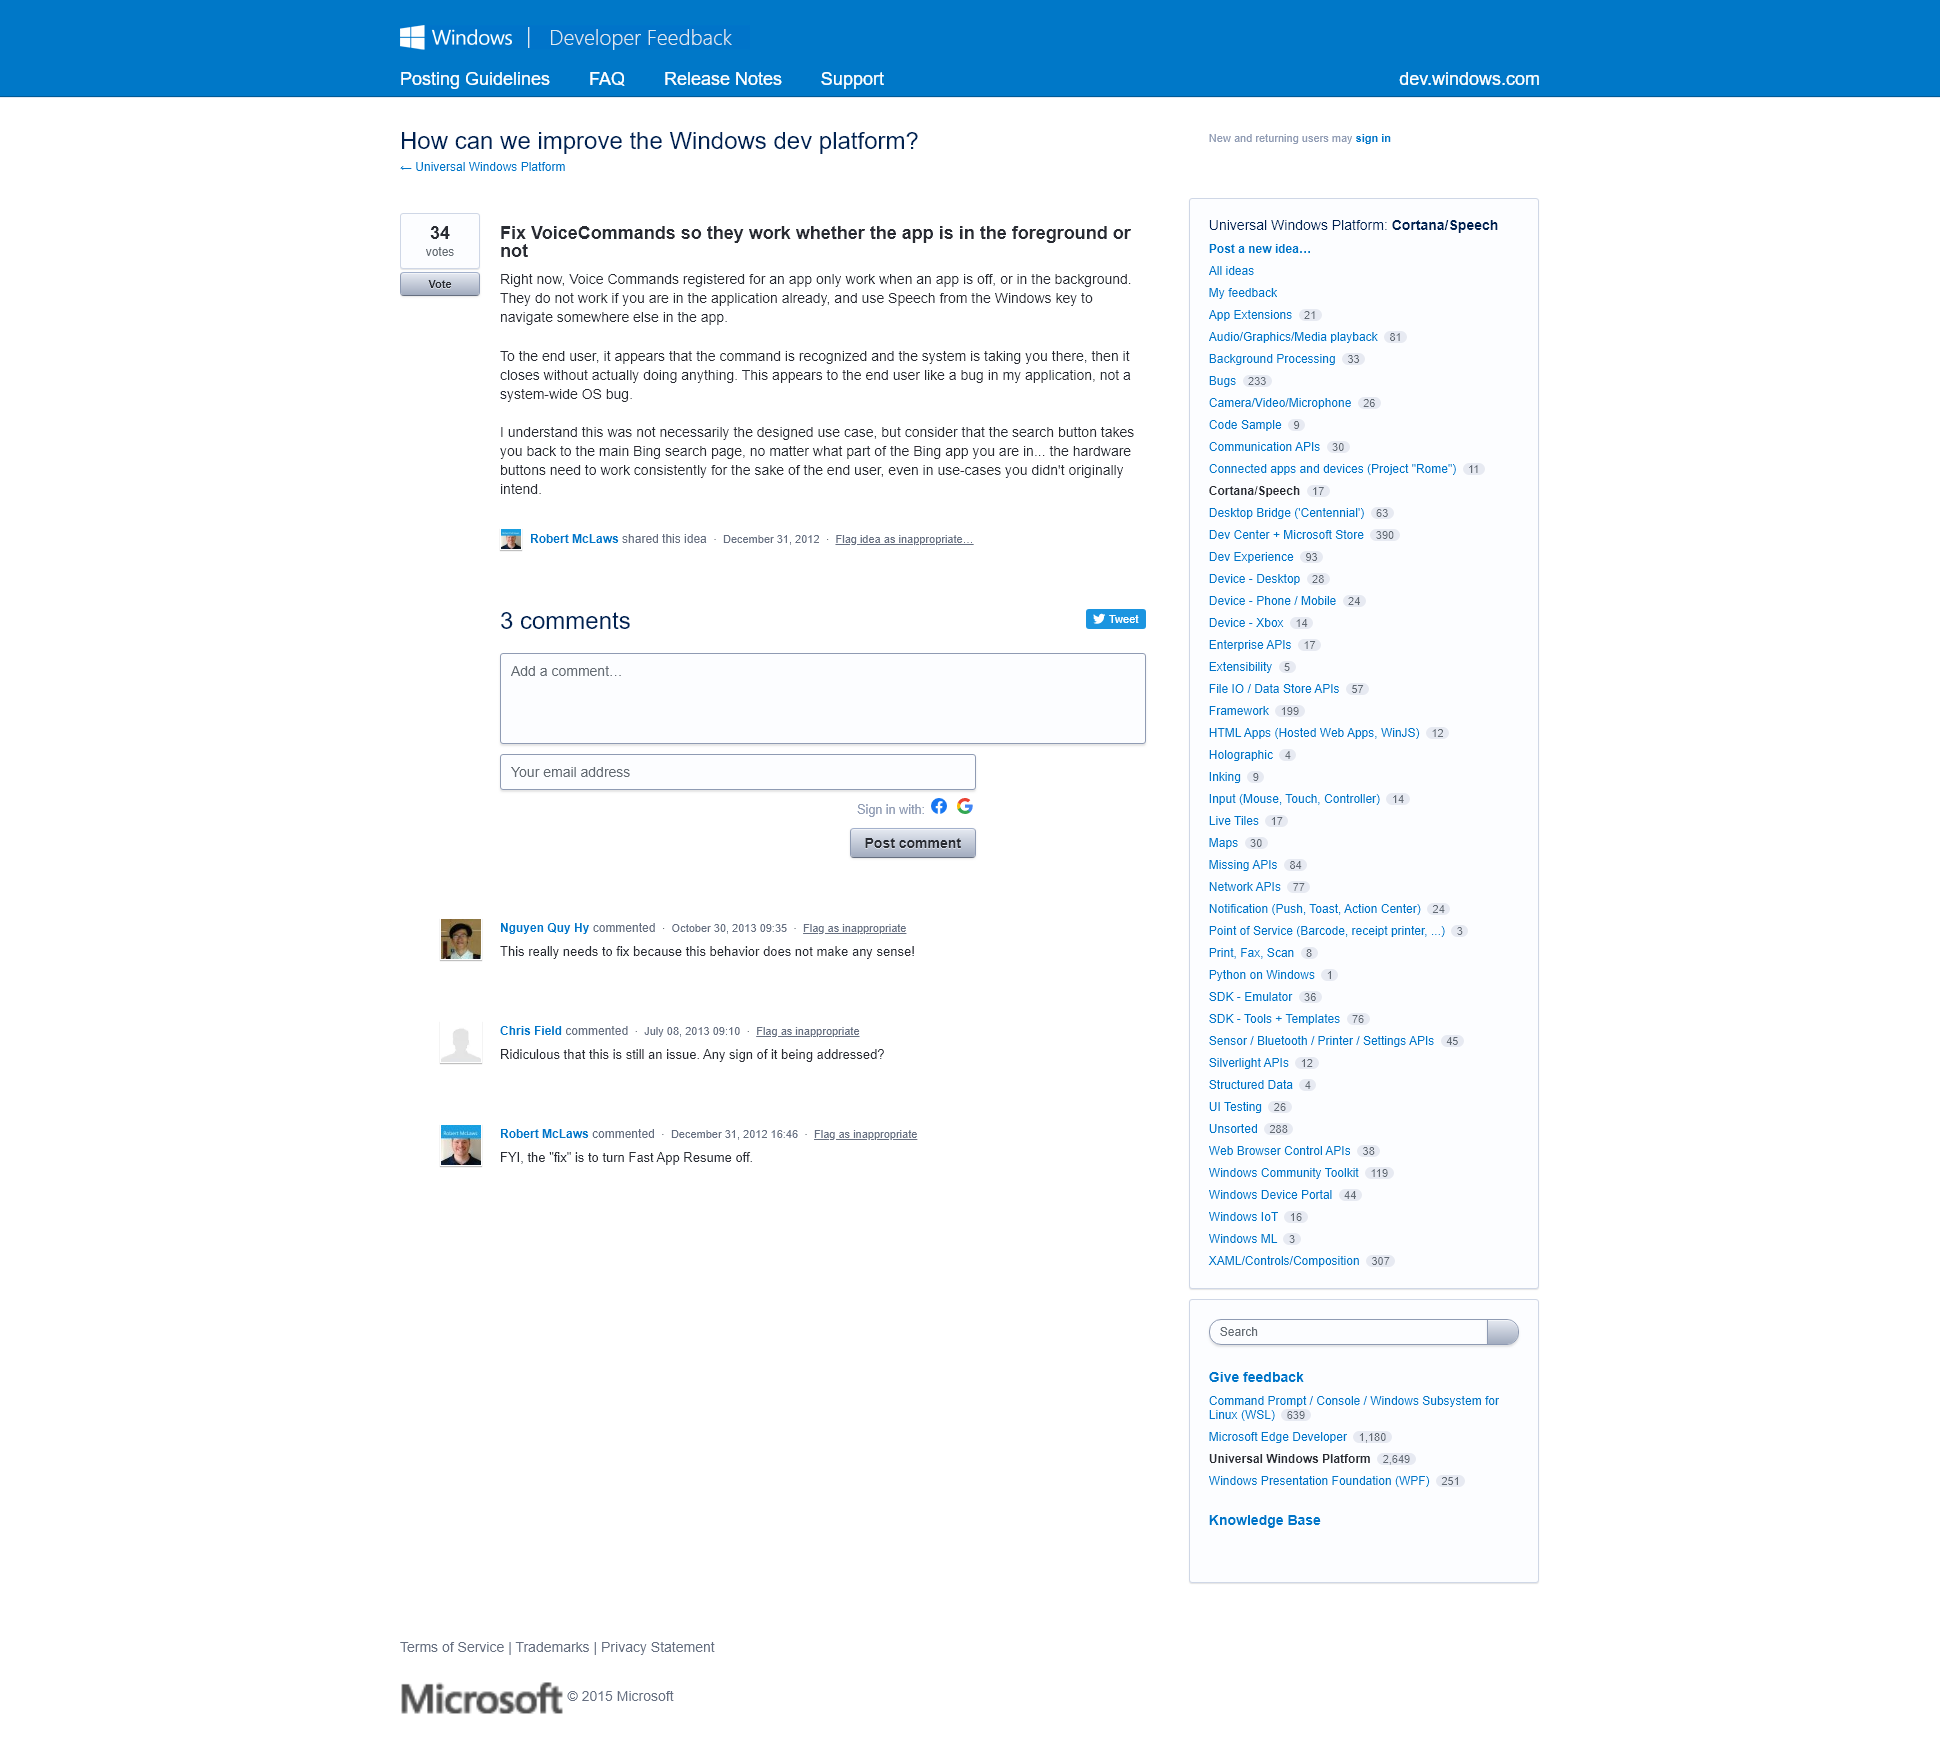 Windows | Developer Feedback
Posting Guidelines FAQ Release Notes Support dev.windows.com
How can we improve the Windows dev platform?
← Universal Windows Platform
New and returning users may sign in
34
votes
Vote
Fix VoiceCommands so they work whether the app is in the foreground or
not
Right now, Voice Commands registered for an app only work when an app is off, or in the background.
They do not work if you are in the application already, and use Speech from the Windows key to
navigate somewhere else in the app.
To the end user, it appears that the command is recognized and the system is taking you there, then it
closes without actually doing anything. This appears to the end user like a bug in my application, not a
system-wide OS bug.
I understand this was not necessarily the designed use case, but consider that the search button takes
you back to the main Bing search page, no matter what part of the Bing app you are in... the hardware
buttons need to work consistently for the sake of the end user, even in use-cases you didn't originally
intend.
Robert McLaws shared this idea · December 31, 2012 · Flag idea as inappropriate…
3 comments
Tweet
Add a comment…
Your email address
Sign in with:
Post comment
Nguyen Quy Hy commented · October 30, 2013 09:35 · Flag as inappropriate
This really needs to fix because this behavior does not make any sense!
Chris Field commented · July 08, 2013 09:10 · Flag as inappropriate
Ridiculous that this is still an issue. Any sign of it being addressed?
Robert McLaws
Robert McLaws commented · December 31, 2012 16:46 · Flag as inappropriate
FYI, the "fix" is to turn Fast App Resume off.
Universal Windows Platform: Cortana/Speech
Post a new idea…
All ideas
My feedback
App Extensions 21
Audio/Graphics/Media playback 81
Background Processing 33
Bugs 233
Camera/Video/Microphone 26
Code Sample 9
Communication APIs 30
Connected apps and devices (Project "Rome") 11
Cortana/Speech 17
Desktop Bridge ('Centennial') 63
Dev Center + Microsoft Store 390
Dev Experience 93
Device - Desktop 28
Device - Phone / Mobile 24
Device - Xbox 14
Enterprise APIs 17
Extensibility 5
File IO / Data Store APIs 57
Framework 199
HTML Apps (Hosted Web Apps, WinJS) 12
Holographic 4
Inking 9
Input (Mouse, Touch, Controller) 14
Live Tiles 17
Maps 30
Missing APIs 84
Network APIs 77
Notification (Push, Toast, Action Center) 24
Point of Service (Barcode, receipt printer, ...) 3
Print, Fax, Scan 8
Python on Windows 1
SDK - Emulator 36
SDK - Tools + Templates 76
Sensor / Bluetooth / Printer / Settings APIs 45
Silverlight APIs 12
Structured Data 4
UI Testing 26
Unsorted 288
Web Browser Control APIs 38
Windows Community Toolkit 119
Windows Device Portal 44
Windows IoT 16
Windows ML 3
XAML/Controls/Composition 307
Search
Give feedback
Command Prompt / Console / Windows Subsystem for
Linux (WSL) 639
Microsoft Edge Developer 1,180
Universal Windows Platform 2,649
Windows Presentation Foundation (WPF) 251
Knowledge Base
Terms of Service | Trademarks | Privacy Statement
Microsoft © 2015 Microsoft